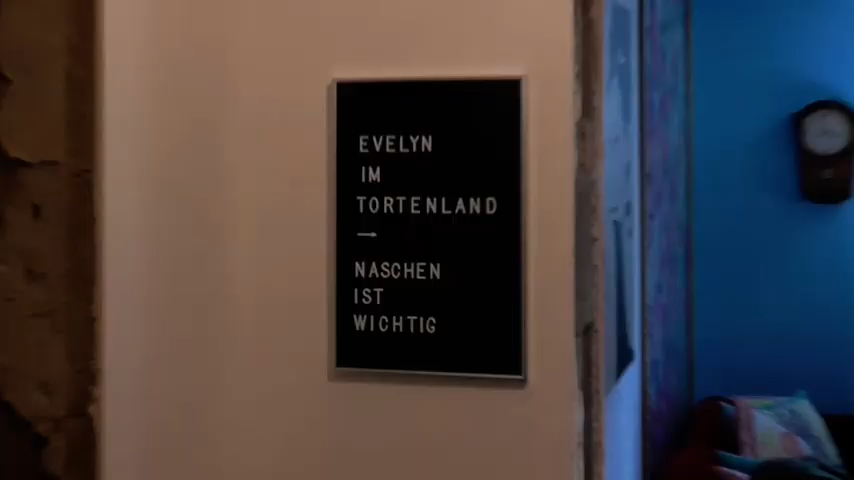 EVELYN
IM
TORTENLAND
→
NASCHEN
IST
WICHTIG